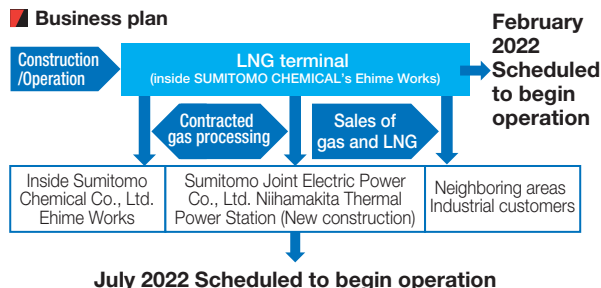 Business plan
Construction
/Operation
LNG terminal
(inside SUMITOMO CHEMICAL's Ehime Works)
February
2022
Scheduled
to begin
operation
Contracted
gas processing
Sales of
gas and LNG
Inside Sumitomo
Chemical Co., Ltd.
Ehime Works
Sumitomo Joint Electric Power
Co., Ltd. Niihamakita Thermal
Power Station (New construction)
Neighboring areas
Industrial customers
July 2022 Scheduled to begin operation